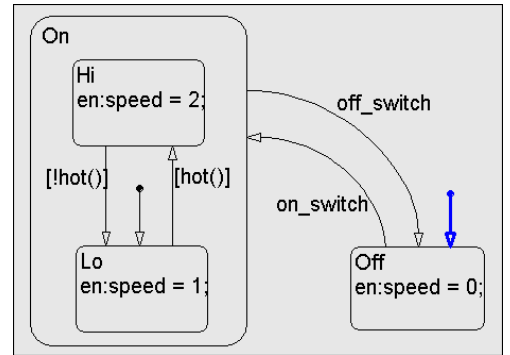 On
Hi
en:speed = 2;
off_switch
[!hot()]
[hot()]
on_switch
Lo
en:speed = 1;
Off
en:speed = 0;